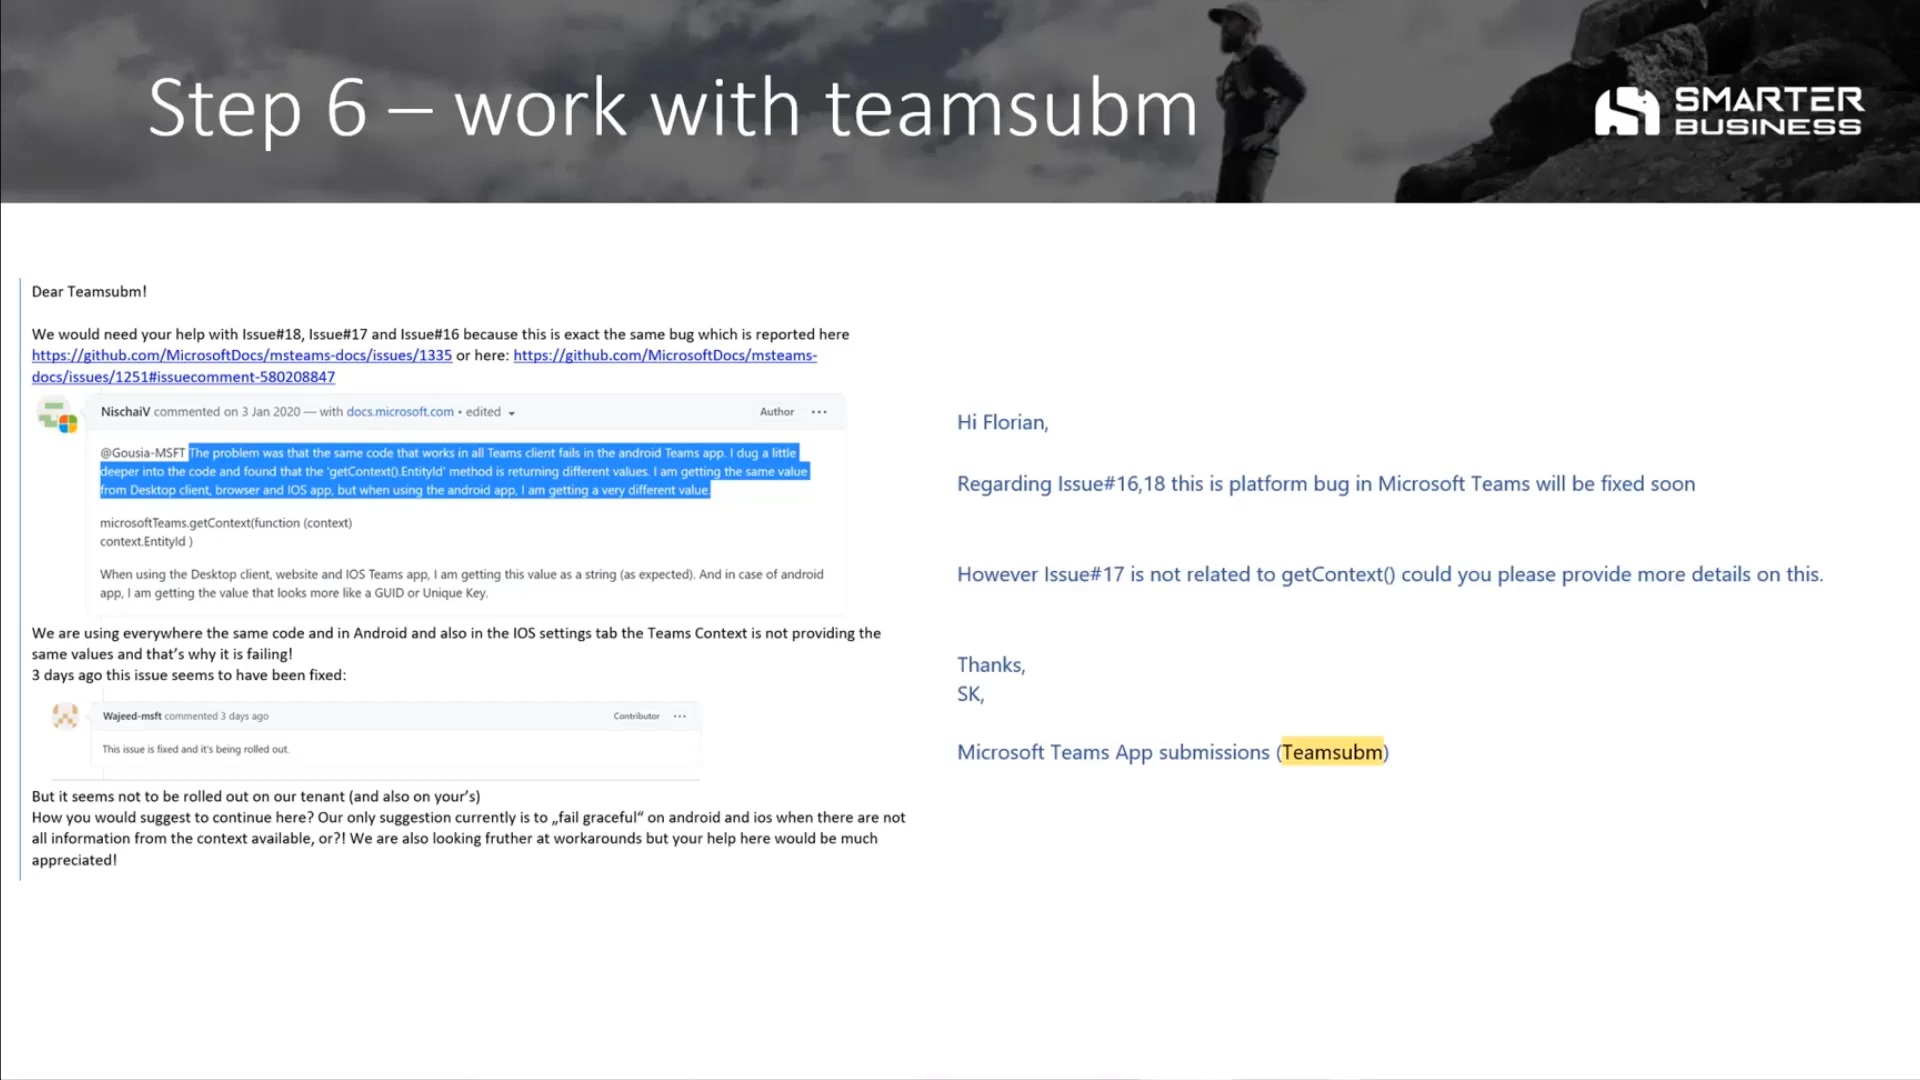 Step 6 – work with teamsubm
SMARTER
BUSINESS
Dear Teamsubm!
We would need your help with Issue#18, Issue#17 and Issue#16 because this is exact the same bug which is reported here
https://github.com/MicrosoftDocs/msteams-docs/issues/1335 or here: https://github.com/MicrosoftDocs/msteams-
docs/issues/1251#issuecomment-580208847
NischaiV commented on 3 Jan 2020 — with docs.microsoft.com • edited
Author
@Gousia-MSFT The problem was that the same code that works in all Teams client fails in the android Teams app. I dug a little
deeper into the code and found that the 'getContext().EntityId' method is returning different values. I am getting the same value
from Desktop client, browser and IOS app, but when using the android app, I am getting a very different value.
microsoftTeams.getContext(function (context)
context.EntityId )
When using the Desktop client, website and IOS Teams app, I am getting this value as a string (as expected). And in case of android
app, I am getting the value that looks more like a GUID or Unique Key.
We are using everywhere the same code and in Android and also in the IOS settings tab the Teams Context is not providing the
same values and that's why it is failing!
3 days ago this issue seems to have been fixed:
Wajeed-msft commented 3 days ago
Contributor
This issue is fixed and it's being rolled out.
But it seems not to be rolled out on our tenant (and also on your's)
How you would suggest to continue here? Our only suggestion currently is to „fail graceful“ on android and ios when there are not
all information from the context available, or?! We are also looking fruther at workarounds but your help here would be much
appreciated!
Hi Florian,
Regarding Issue#16,18 this is platform bug in Microsoft Teams will be fixed soon
However Issue#17 is not related to getContext() could you please provide more details on this.
Thanks,
SK,
Microsoft Teams App submissions (Teamsubm)